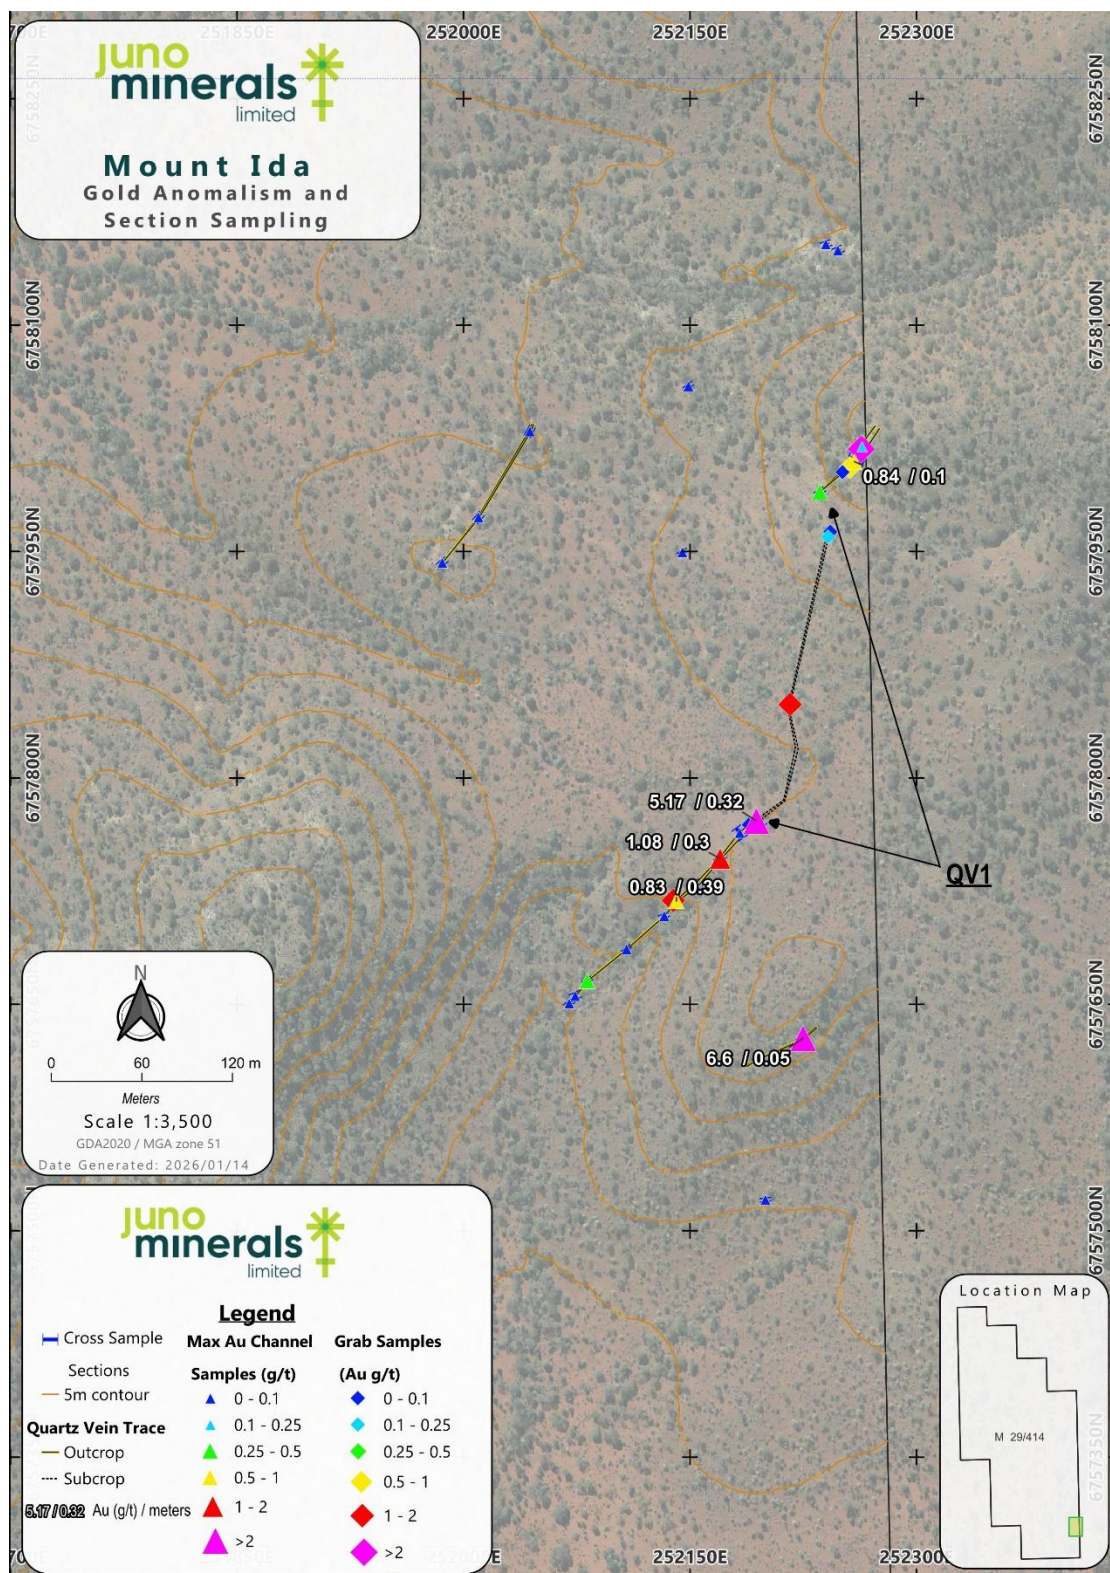 251850E
252000E
252150E
252300E
juno
minerals
limited
Mount Ida
Gold Anomalism and
Section Sampling
6758250N
6758250N
6758100N
6758100N
0.84 / 0.1
6757950N
6757950N
6757800N
6757800N
5.17 / 0.32
1.08 / 0.3
0.83 / 0.39
QV1
N
0 60 120 m
Meters
Scale 1:3,500
GDA2020 / MGA zone 51
Date Generated: 2026/01/14
6757650N
6757650N
6.6 / 0.05
6757500N
juno
minerals
limited
Legend
Cross Sample
Sections
5m contour
Quartz Vein Trace
Outcrop
Subcrop
5.17 / 0.32 Au (g/t) / meters
Max Au Channel
Samples (g/t)
0 - 0.1
0.1 - 0.25
0.25 - 0.5
0.5 - 1
1 - 2
>2
Grab Samples
(Au g/t)
0 - 0.1
0.1 - 0.25
0.25 - 0.5
0.5 - 1
1 - 2
>2
Location Map
M 29/414
6757350N
252000E
252150E
252300E